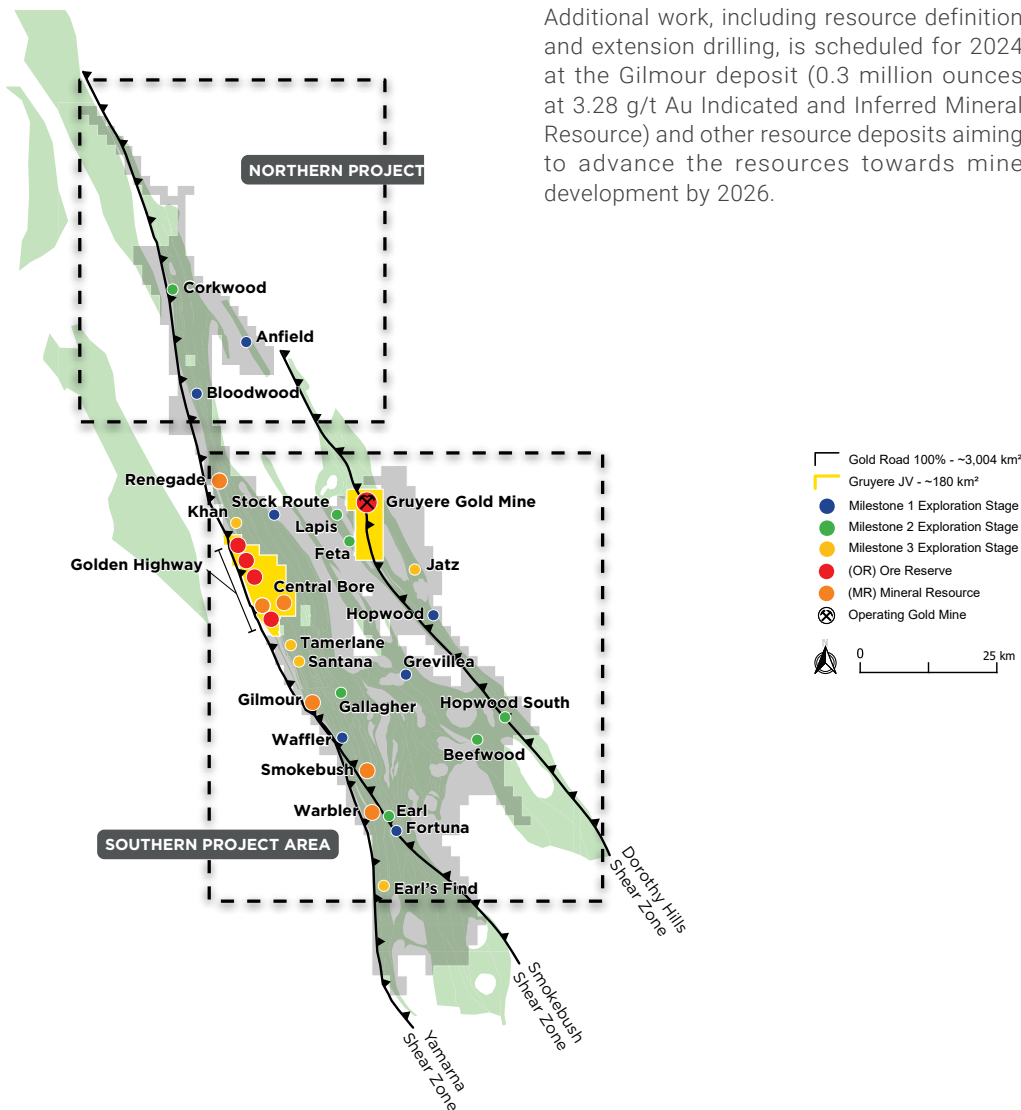 Additional work, including resource definition
and extension drilling, is scheduled for 2024
at the Gilmour deposit (0.3 million ounces
at 3.28 g/t Au Indicated and Inferred Mineral
Resource) and other resource deposits aiming
to advance the resources towards mine
development by 2026.
NORTHERN PROJECT
Corkwood
Anfield
Bloodwood
Renegade
Stock Route
Gruyere Gold Mine
Khan
Lapis
Feta
Jatz
Golden Highway
Central Bore
Hopwood
Tamerlane
Santana
Grevillea
Gilmour
Gallagher
Hopwood South
Waffler
Beefwood
Smokebush
Warbler
Earl
Fortuna
SOUTHERN PROJECT AREA
Earl's Find
Dorothy Hills
Shear Zone
Smokebush
Shear Zone
Yamarna
Shear Zone
Gold Road 100% - ~3,004 km²
Gruyere JV - ~180 km²
Milestone 1 Exploration Stage
Milestone 2 Exploration Stage
Milestone 3 Exploration Stage
(OR) Ore Reserve
(MR) Mineral Resource
Operating Gold Mine
N
0 25 km